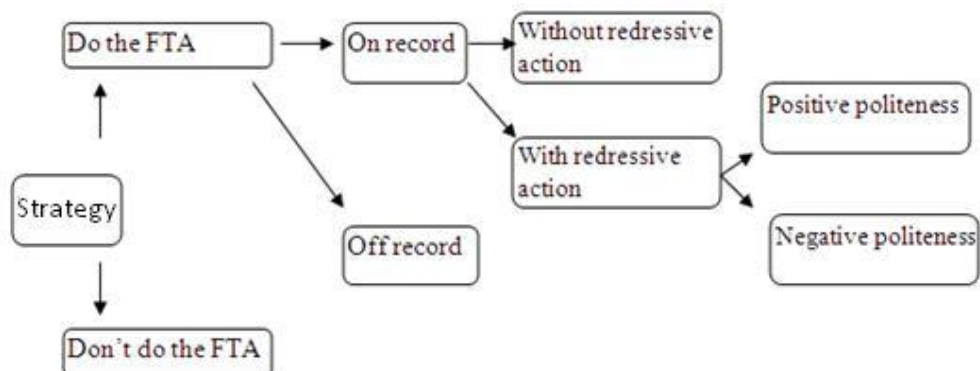 Do the FTA
On record
Without redressive
action
Positive politeness
With redressive
action
Strategy
Off record
Negative politeness
Don't do the FTA